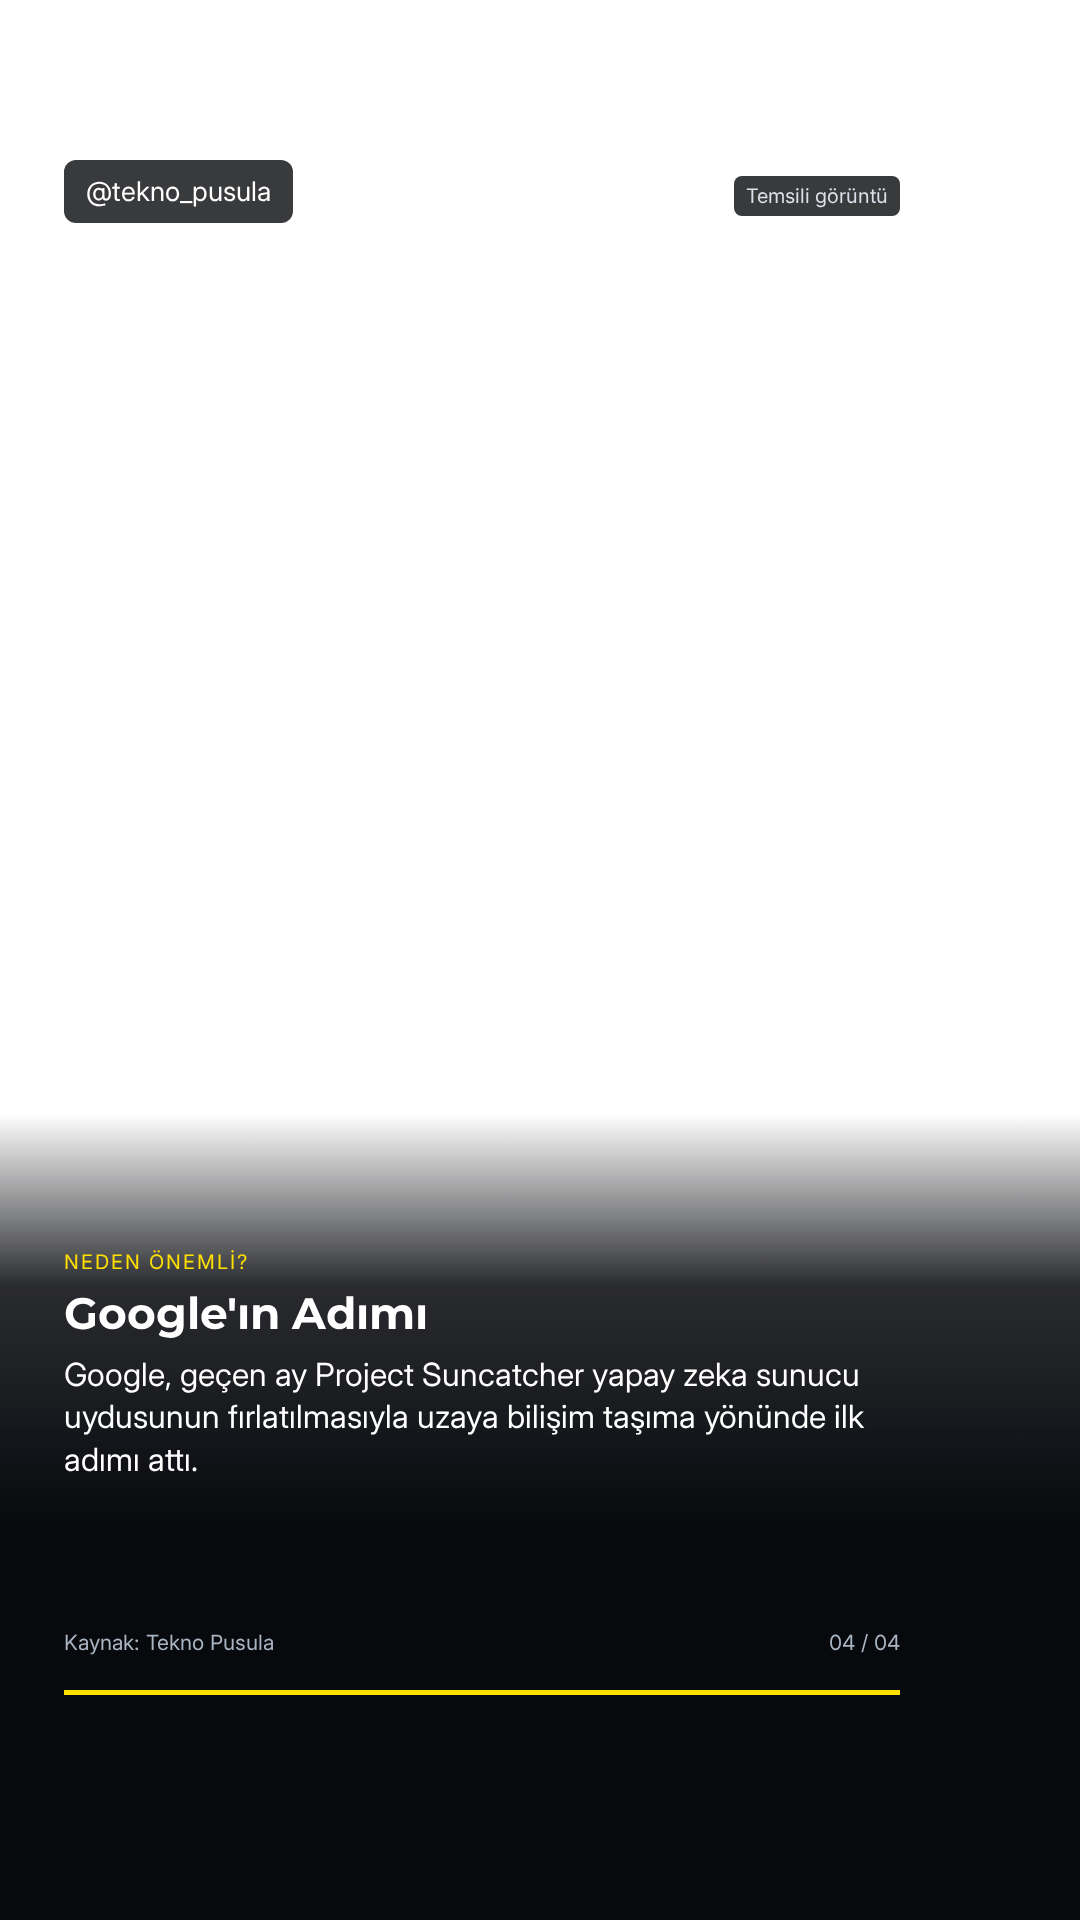 @tekno_pusula
Temsili görüntü
NEDEN ÖNEMLİ?
Google'ın Adımı
Google, geçen ay Project Suncatcher yapay zeka sunucu
uydusunun fırlatılmasıyla uzaya bilişim taşıma yönünde ilk
adımı attı.
Kaynak: Tekno Pusula
04 / 04